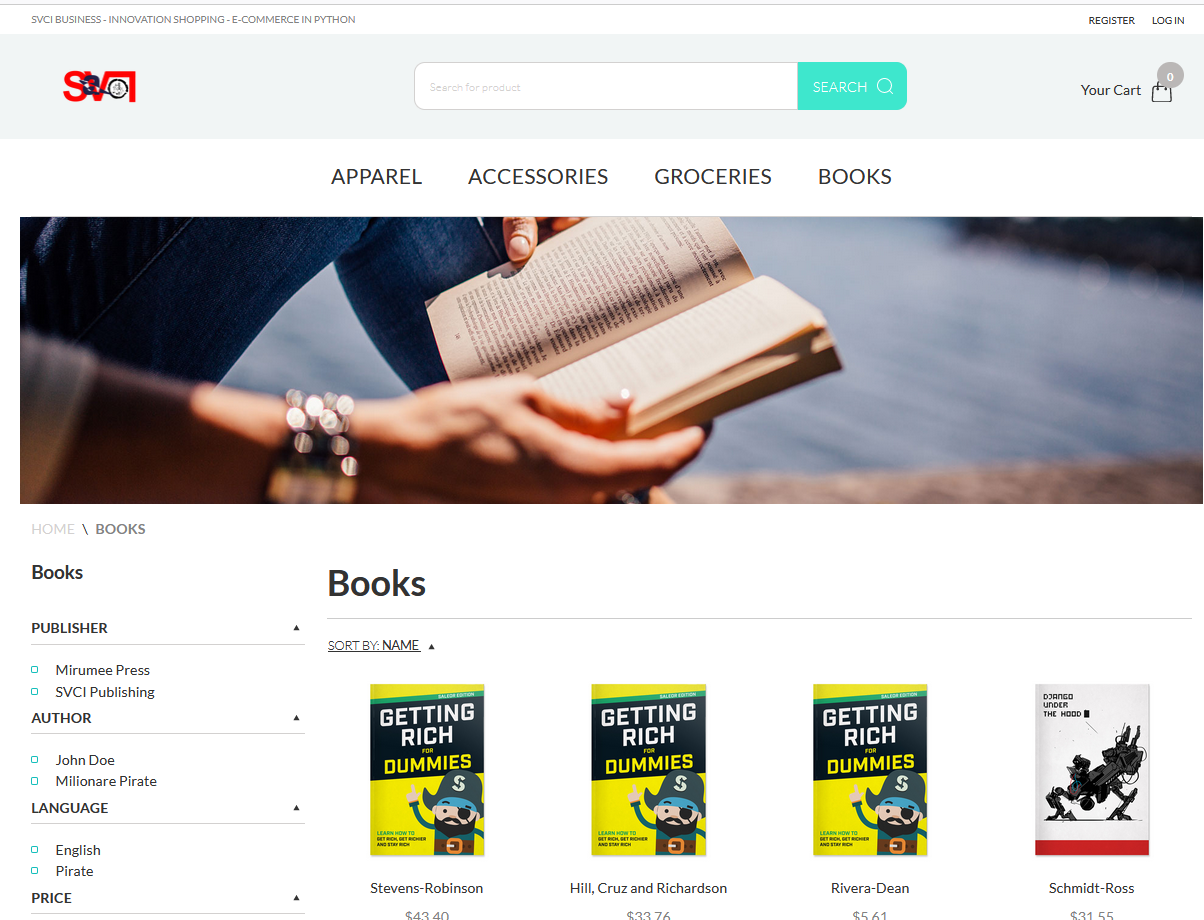 SVCI BUSINESS - INNOVATION SHOPPING - E-COMMERCE IN PYTHON
REGISTER LOG IN
SVCI
Search for product
SEARCH
Your Cart
0
APPAREL ACCESSORIES GROCERIES BOOKS
HOME \ BOOKS
Books
PUBLISHER
Mirumee Press
SVCI Publishing
AUTHOR
John Doe
Milionare Pirate
LANGUAGE
English
Pirate
PRICE
Books
SORT BY: NAME
SALEOR EDITION
GETTING
RICH
FOR
DUMMIES
S
LEARN HOW TO
GET RICH, GET RICHER
AND STAY RICH
Stevens-Robinson
$43.40
SALEOR EDITION
GETTING
RICH
FOR
DUMMIES
S
LEARN HOW TO
GET RICH, GET RICHER
AND STAY RICH
Hill, Cruz and Richardson
$33.76
SALEOR EDITION
GETTING
RICH
FOR
DUMMIES
S
LEARN HOW TO
GET RICH, GET RICHER
AND STAY RICH
Rivera-Dean
$5.61
DJANGO
UNDER
THE HOOD
Schmidt-Ross
$31.55